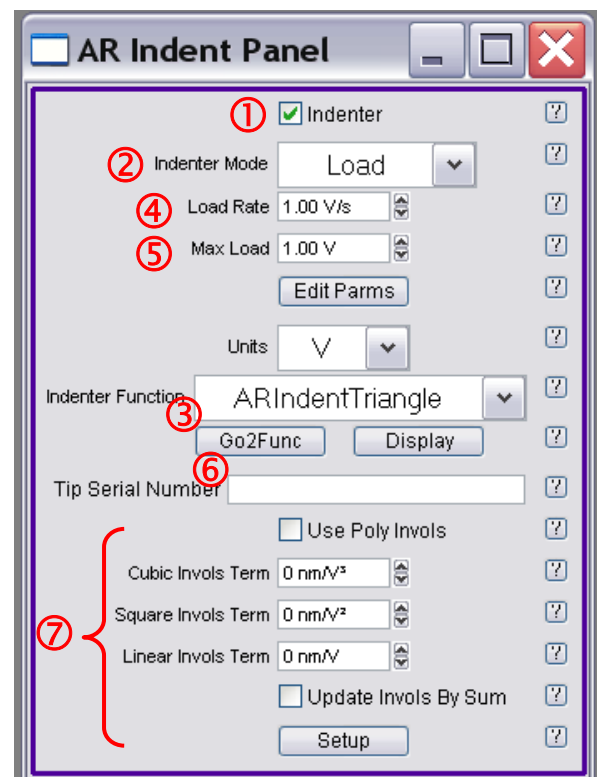 AR Indent Panel
① Indenter ?
② Indenter Mode Load ?
④ Load Rate 1.00 V/s ?
⑤ Max Load 1.00 V ?
Edit Parms ?
Units V ?
Indenter Function ARIndentTriangle ?
③ Go2Func Display ?
⑥
Tip Serial Number ?
Use Poly Invols ?
Cubic Invols Term 0 nm/V³ ?
Square Invols Term 0 nm/V² ?
⑦
Linear Invols Term 0 nm/V ?
Update Invols By Sum ?
Setup ?